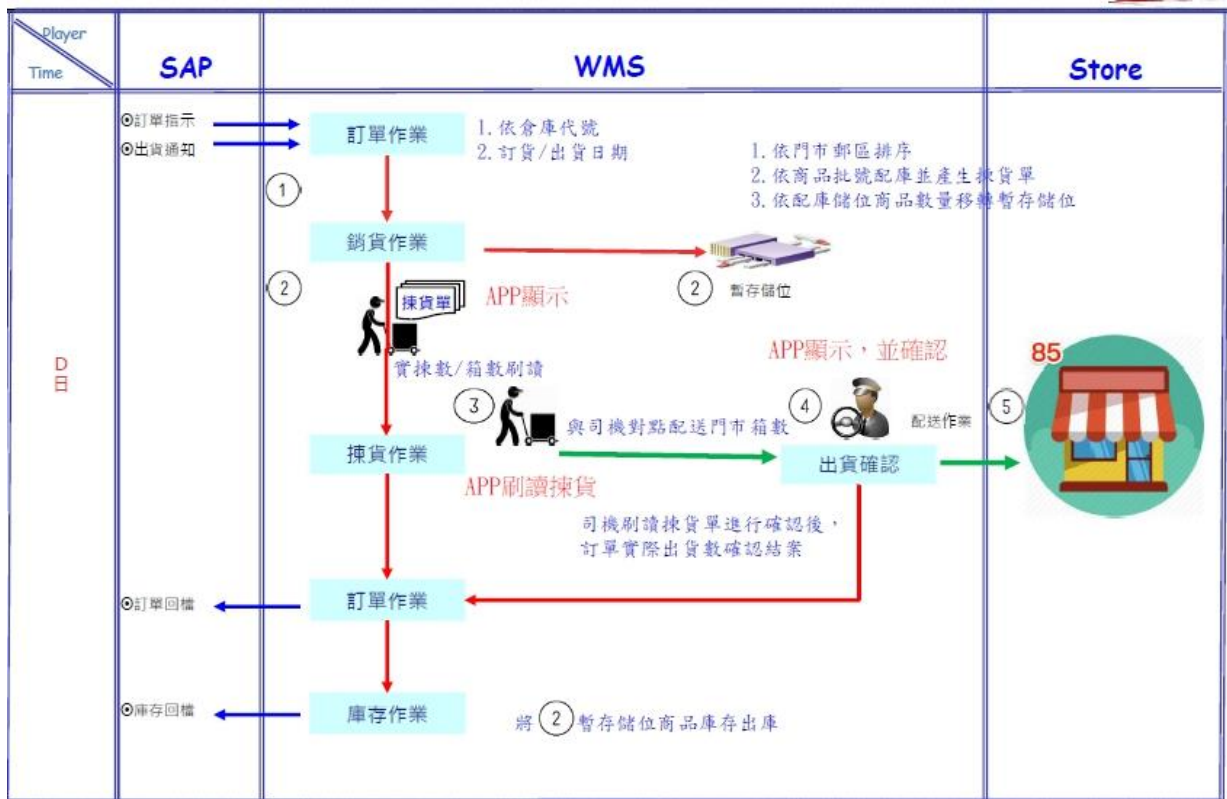 Player
Time
SAP
WMS
Store
⊙訂單指示
⊙出貨通知
訂單作業
1.依倉庫代號
2.訂貨/出貨日期
1.依門市郵區排序
2.依商品批號配庫並產生揀貨單
3.依配庫儲位商品數量移轉暫存儲位
1
銷貨作業
2
揀貨單
APP顯示
2
暫存儲位
實揀數/箱數刷讀
APP顯示，並確認
85
D
日
3
與司機對點配送門市箱數
4
配送作業
5
揀貨作業
出貨確認
APP刷讀揀貨
司機刷讀揀貨單進行確認後，
訂單實際出貨數確認結案
⊙訂單回檔
訂單作業
⊙庫存回檔
庫存作業
將2暫存儲位商品庫存出庫